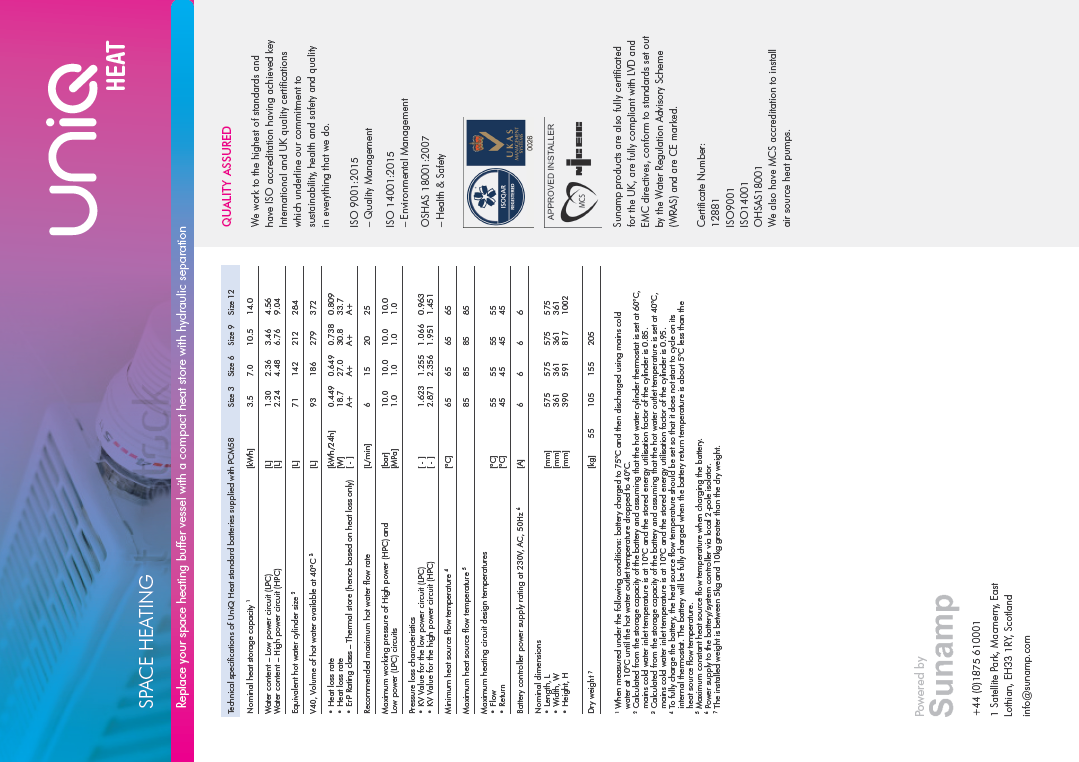 uniQ
HEAT
SPACE HEATING
Replace your space heating buffer vessel with a compact heat store with hydraulic separation
Technical specifications of UniQ Heat standard batteries supplied with PCM58 Size 3 Size 6 Size 9 Size 12
Nominal heat storage capacity ¹ [kWh] 3.5 7.0 10.5 14.0
Water content – Low power circuit (LPC) [L] 1.30 2.36 3.46 4.56
Water content – High power circuit (HPC) [L] 2.24 4.48 6.76 9.04
Equivalent hot water cylinder size ² [L] 71 142 212 284
V40, Volume of hot water available at 40°C ³ [L] 93 186 279 372
• Heat loss rate [kWh/24h] 0.449 0.649 0.738 0.809
• Heat loss rate [W] 18.7 27.0 30.8 33.7
• ErP Rating class – Thermal store (hence based on heat loss only) [ - ] A+ A+ A+ A+
Recommended maximum hot water flow rate [L/min] 6 15 20 25
Maximum working pressure of High power (HPC) and [bar] 10.0 10.0 10.0 10.0
Low power (LPC) circuits [MPa] 1.0 1.0 1.0 1.0
Pressure loss characteristics
• KV Value for the low power circuit (LPC) [ - ] 1.623 1.255 1.066 0.963
• KV Value for the high power circuit (HPC) [ - ] 2.871 2.356 1.951 1.451
Minimum heat source flow temperature ⁴ [°C] 65 65 65 65
Maximum heat source flow temperature ⁵ 85 85 85 85
Maximum heating circuit design temperatures
• Flow [°C] 55 55 55 55
• Return [°C] 45 45 45 45
Battery controller power supply rating at 230V, AC, 50Hz ⁶ [A] 6 6 6 6
Nominal dimensions
• Length, L [mm] 575 575 575 575
• Width, W [mm] 361 361 361 361
• Height, H [mm] 390 591 817 1002
Dry weight ⁷ [kg] 55 105 155 205
¹ When measured under the following conditions: battery charged to 75°C and then discharged using mains cold
water at 10°C until the hot water outlet temperature dropped to 40°C.
² Calculated from the storage capacity of the battery and assuming that the hot water cylinder thermostat is set at 60°C,
mains cold water inlet temperature is at 10°C and the stored energy utilisation factor of the cylinder is 0.85.
³ Calculated from the storage capacity of the battery and assuming that the hot water outlet temperature is set at 40°C,
mains cold water inlet temperature is at 10°C and the stored energy utilisation factor of the cylinder is 0.95.
⁴ To fully charge the battery, the heat source flow temperature should be set so that it does not start to cycle on its
internal thermostat. The battery will be fully charged when the battery return temperature is about 5°C less than the
heat source flow temperature.
⁵ Maximum constant heat source flow temperature when charging the battery.
⁶ Power supply to the battery/system controller via local 2-pole isolator.
⁷ The installed weight is between 5kg and 10kg greater than the dry weight.
QUALITY ASSURED
We work to the highest of standards and
have ISO accreditation having achieved key
International and UK quality certifications
which underline our commitment to
sustainability, health and safety and quality
in everything that we do.
ISO 9001:2015
– Quality Management
ISO 14001:2015
– Environmental Management
OSHAS 18001:2007
– Health & Safety
ISOQAR
REGISTERED
UKAS
MANAGEMENT
SYSTEMS
0026
APPROVED INSTALLER
MCS
NICEIC
Sunamp products are also fully certificated
for the UK, are fully compliant with LVD and
EMC directives, conform to standards set out
by the Water Regulation Advisory Scheme
(WRAS) and are CE marked.
Certificate Number:
12881
ISO9001
ISO14001
OHSAS18001
We also have MCS accreditation to install
air source heat pumps.
Powered by
Sunamp
+44 (0)1875 610001
1 Satellite Park, Macmerry, East
Lothian, EH33 1RY, Scotland
info@sunamp.com